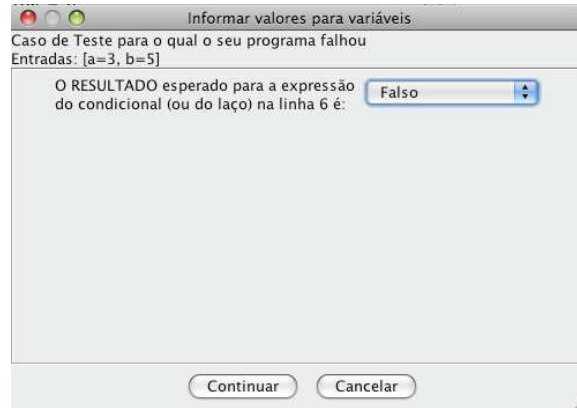 Informar valores para variáveis
Caso de Teste para o qual o seu programa falhou
Entradas: [a=3, b=5]
O RESULTADO esperado para a expressão
do condicional (ou do laço) na linha 6 é:
Falso
Continuar
Cancelar